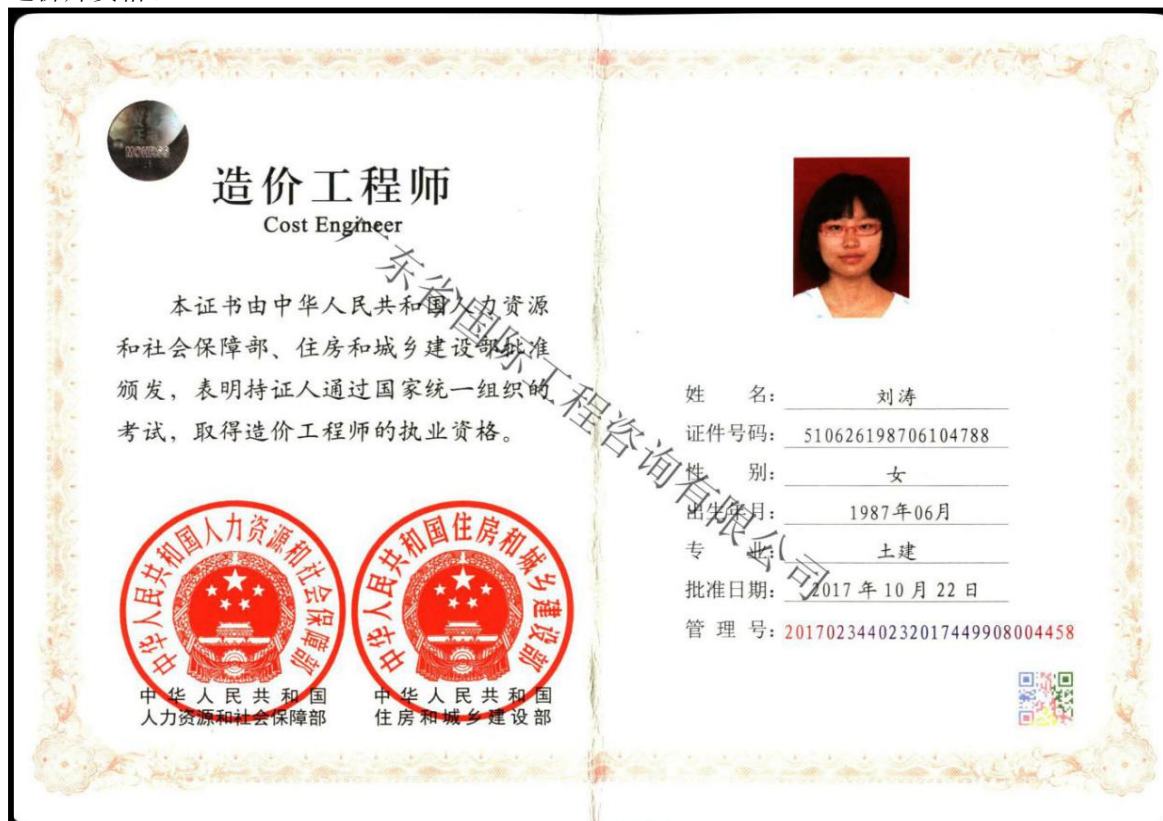 造价工程师
Cost Engineer
本证书由中华人民共和国人力资源
和社会保障部、住房和城乡建设部批准
颁发，表明持证人通过国家统一组织的
考试，取得造价工程师的执业资格。
中华人民共和国人力资源和社会保障部
中华人民共和国住房和城乡建设部
中华人民共和国
人力资源和社会保障部
中华人民共和国
住房和城乡建设部
姓 名： 刘涛
证件号码： 510626198706104788
性 别： 女
出生年月： 1987年06月
专 业： 土建
批准日期： 2017年10月22日
管理号：2017023440232017449908004458
广东省国际工程咨询有限公司
MOHRSS